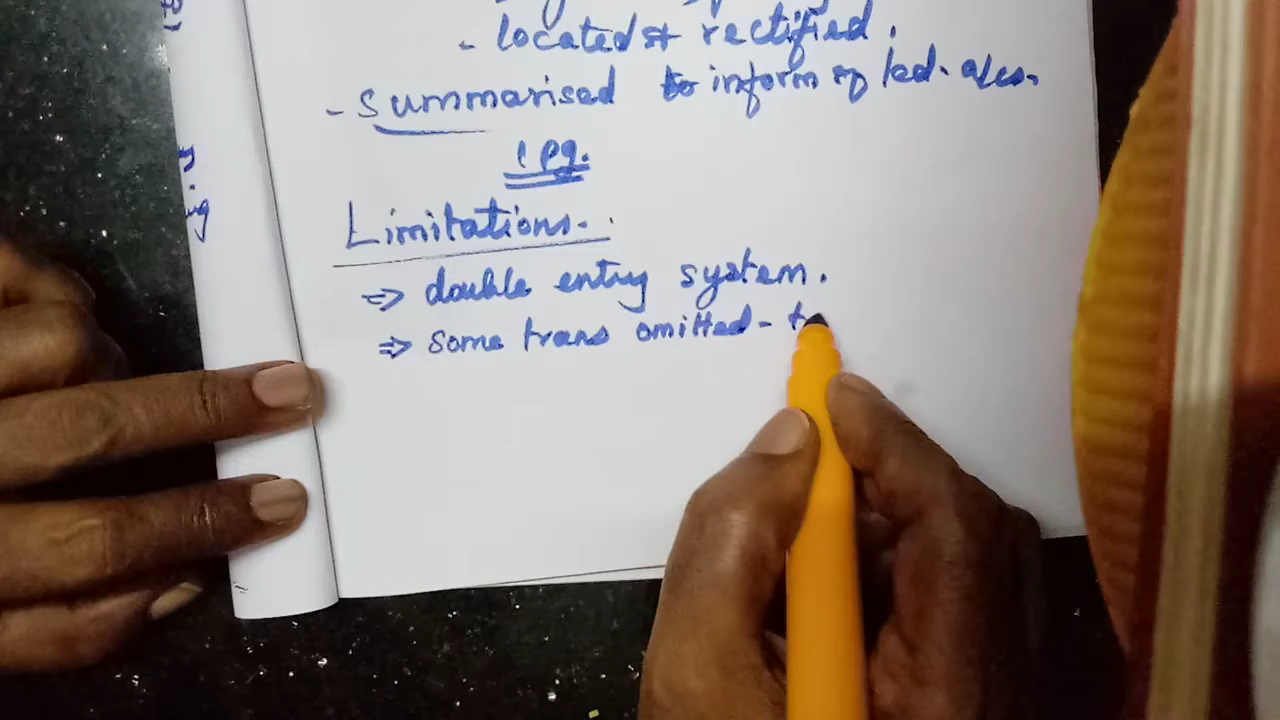 - located & rectified.
- summarised to inform of led. a/cs.
1 pg.
Limitations.
⇒ double entry system.
⇒ some trans omitted - t